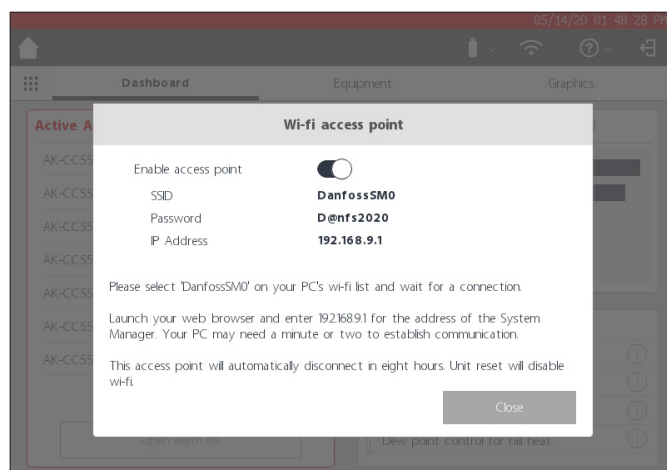 05/14/20 01 48 28 PM
Dashboard Equipment Graphics
Active A
Wi-fi access point
AK-CC55
AK-CC55
AK-CC55
AK-CC55
AK-CC55
AK-CC55
AK-CC55
Enable access point
SSID DanfossSM0
Password D@nfs2020
IP Address 192.168.9.1
Please select 'DanfossSM0' on your PC's wi-fi list and wait for a connection.
Launch your web browser and enter 192.168.9.1 for the address of the System
Manager. Your PC may need a minute or two to establish communication.
This access point will automatically disconnect in eight hours. Unit reset will disable
wi-fi.
Close
Open alarm list
Dew point control for rail heat